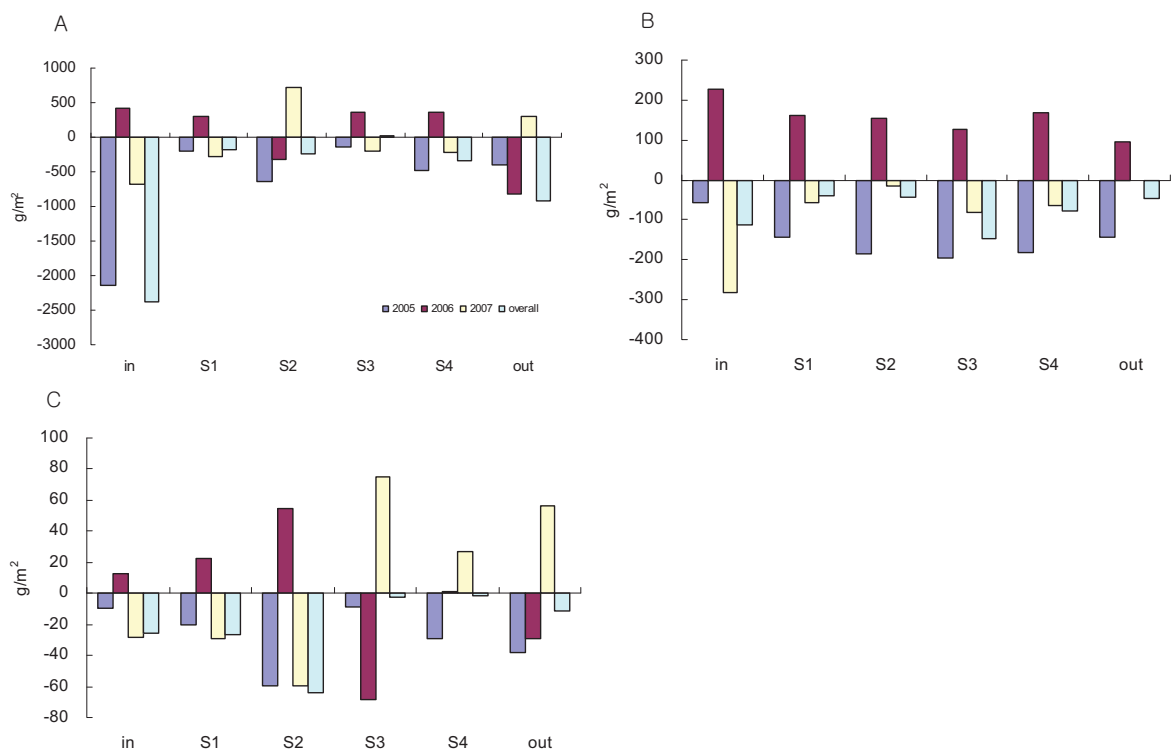 A
1000
500
0
-500
-1000
-1500
-2000
-2500
-3000
g/m²
2005 2006 2007 overall
in S1 S2 S3 S4 out
B
300
200
100
0
-100
-200
-300
-400
g/m²
in S1 S2 S3 S4 out
C
100
80
60
40
20
0
-20
-40
-60
-80
g/m²
in S1 S2 S3 S4 out